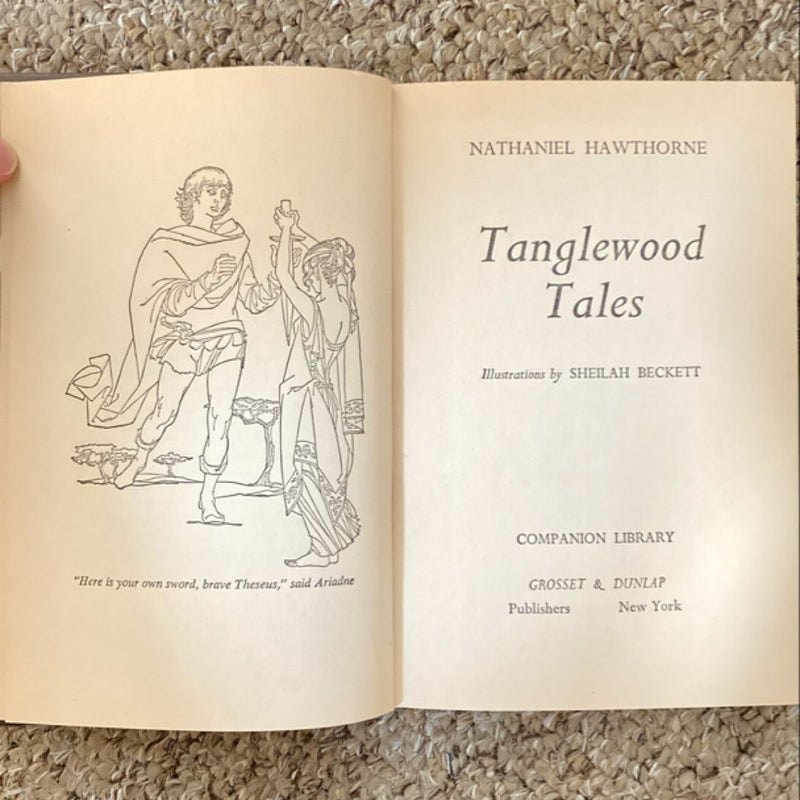 "Here is your own sword, brave Theseus," said Ariadne
NATHANIEL HAWTHORNE
Tanglewood
Tales
Illustrations by SHEILAH BECKETT
COMPANION LIBRARY
GROSSET & DUNLAP
Publishers New York